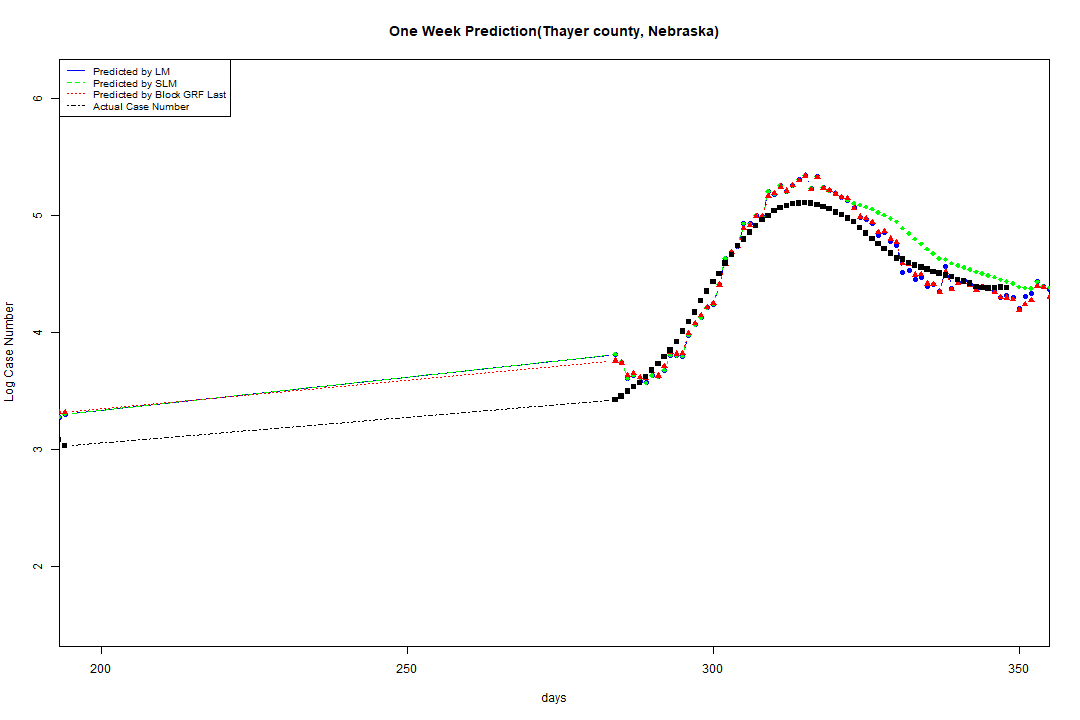 One Week Prediction(Thayer county, Nebraska)
Predicted by LM
Predicted by SLM
Predicted by Block GRF Last
Actual Case Number
6
5
4
3
2
Log Case Number
200
250
300
350
days